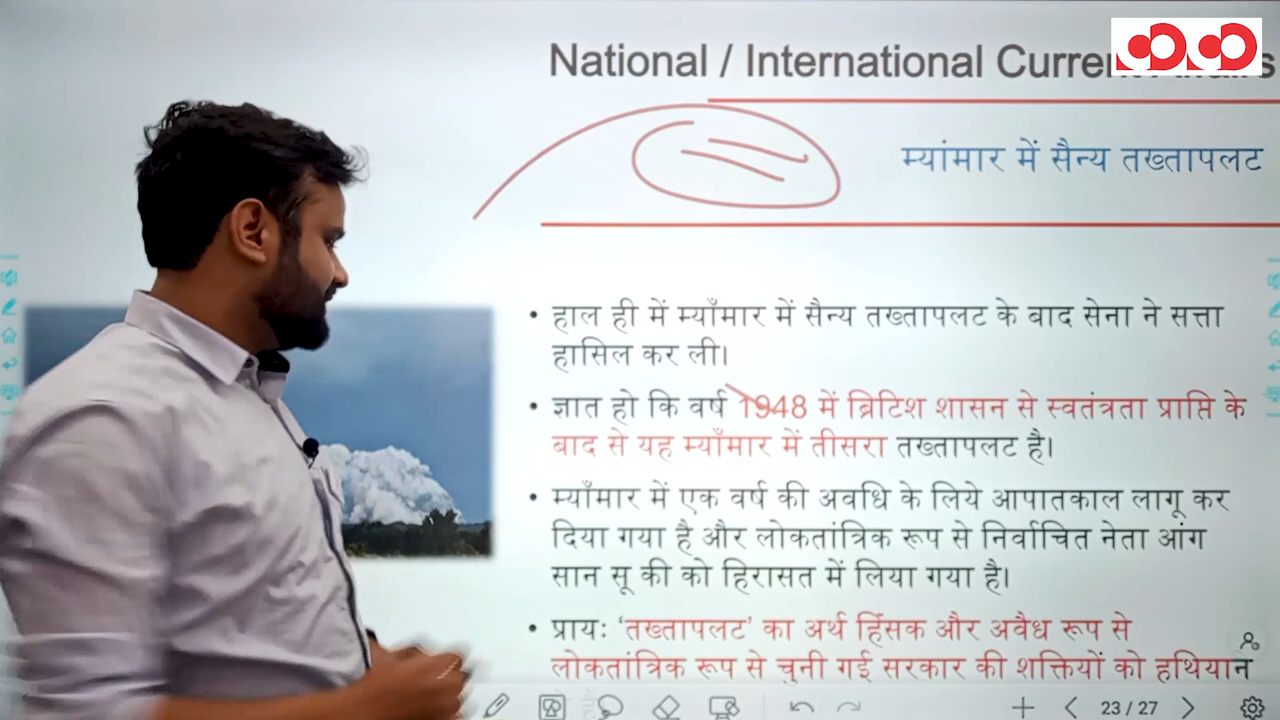 National / International Current Affairs
म्यांमार में सैन्य तख्तापलट
• हाल ही में म्याँमार में सैन्य तख्तापलट के बाद सेना ने सत्ता
हासिल कर ली।
• ज्ञात हो कि वर्ष 1948 में ब्रिटिश शासन से स्वतंत्रता प्राप्ति के
बाद से यह म्याँमार में तीसरा तख्तापलट है।
• म्याँमार में एक वर्ष की अवधि के लिये आपातकाल लागू कर
दिया गया है और लोकतांत्रिक रूप से निर्वाचित नेता आंग
सान सू की को हिरासत में लिया गया है।
• प्रायः ‘तख्तापलट’ का अर्थ हिंसक और अवैध रूप से
लोकतांत्रिक रूप से चुनी गई सरकार की शक्तियों को हथियान
23 / 27